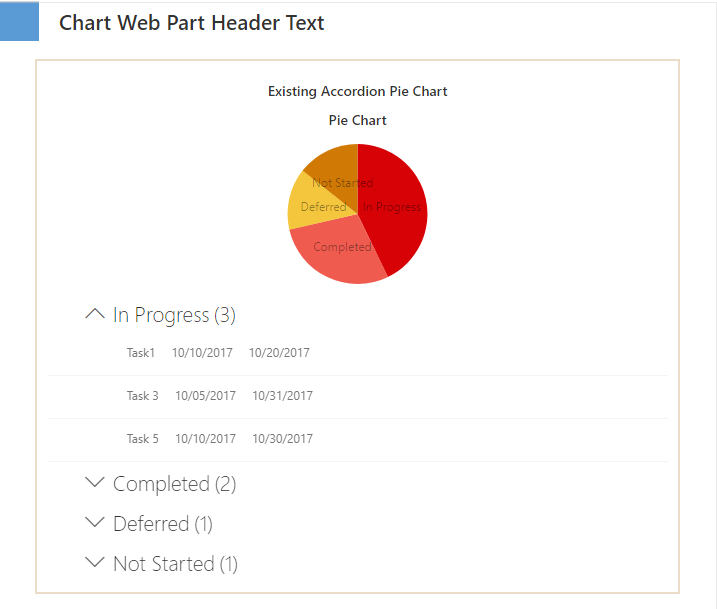 Chart Web Part Header Text
Existing Accordion Pie Chart
Pie Chart
Not Started
Deferred In Progress
Completed
In Progress (3)
Task1 10/10/2017 10/20/2017
Task 3 10/05/2017 10/31/2017
Task 5 10/10/2017 10/30/2017
Completed (2)
Deferred (1)
Not Started (1)